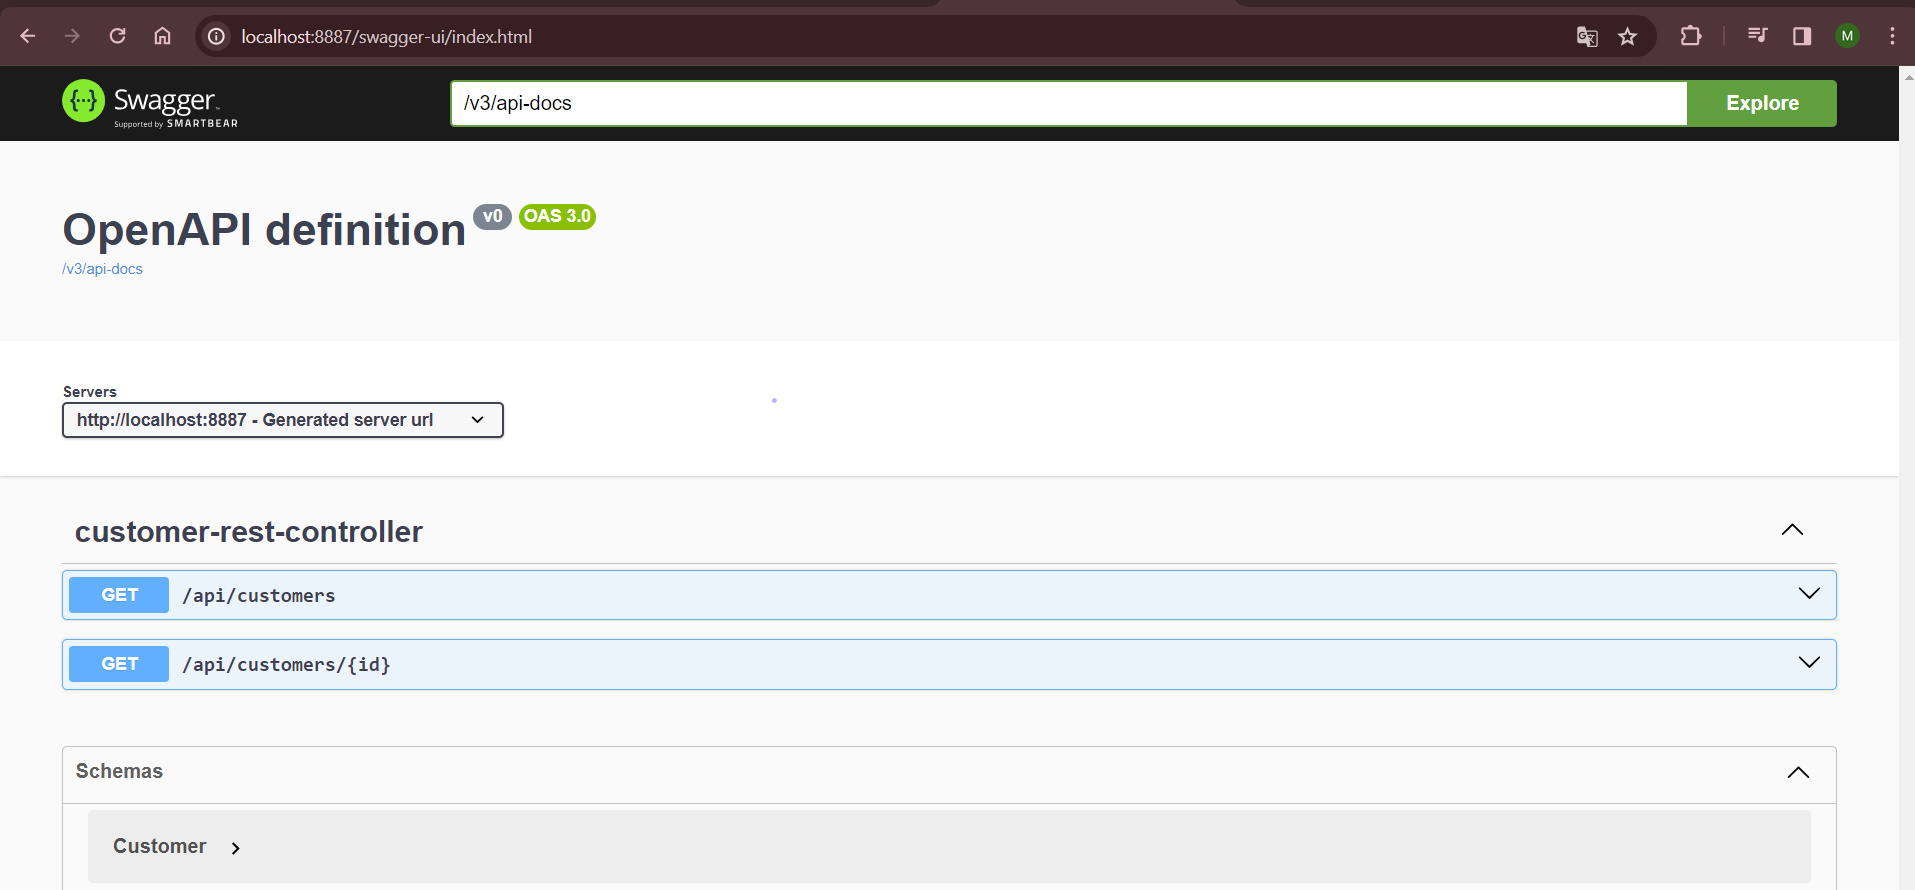 localhost:8887/swagger-ui/index.html
M
{···} Swagger™
Supported by SMARTBEAR
/v3/api-docs
Explore
OpenAPI definition v0 OAS 3.0
/v3/api-docs
Servers
http://localhost:8887 - Generated server url
customer-rest-controller
GET /api/customers
GET /api/customers/{id}
Schemas
Customer